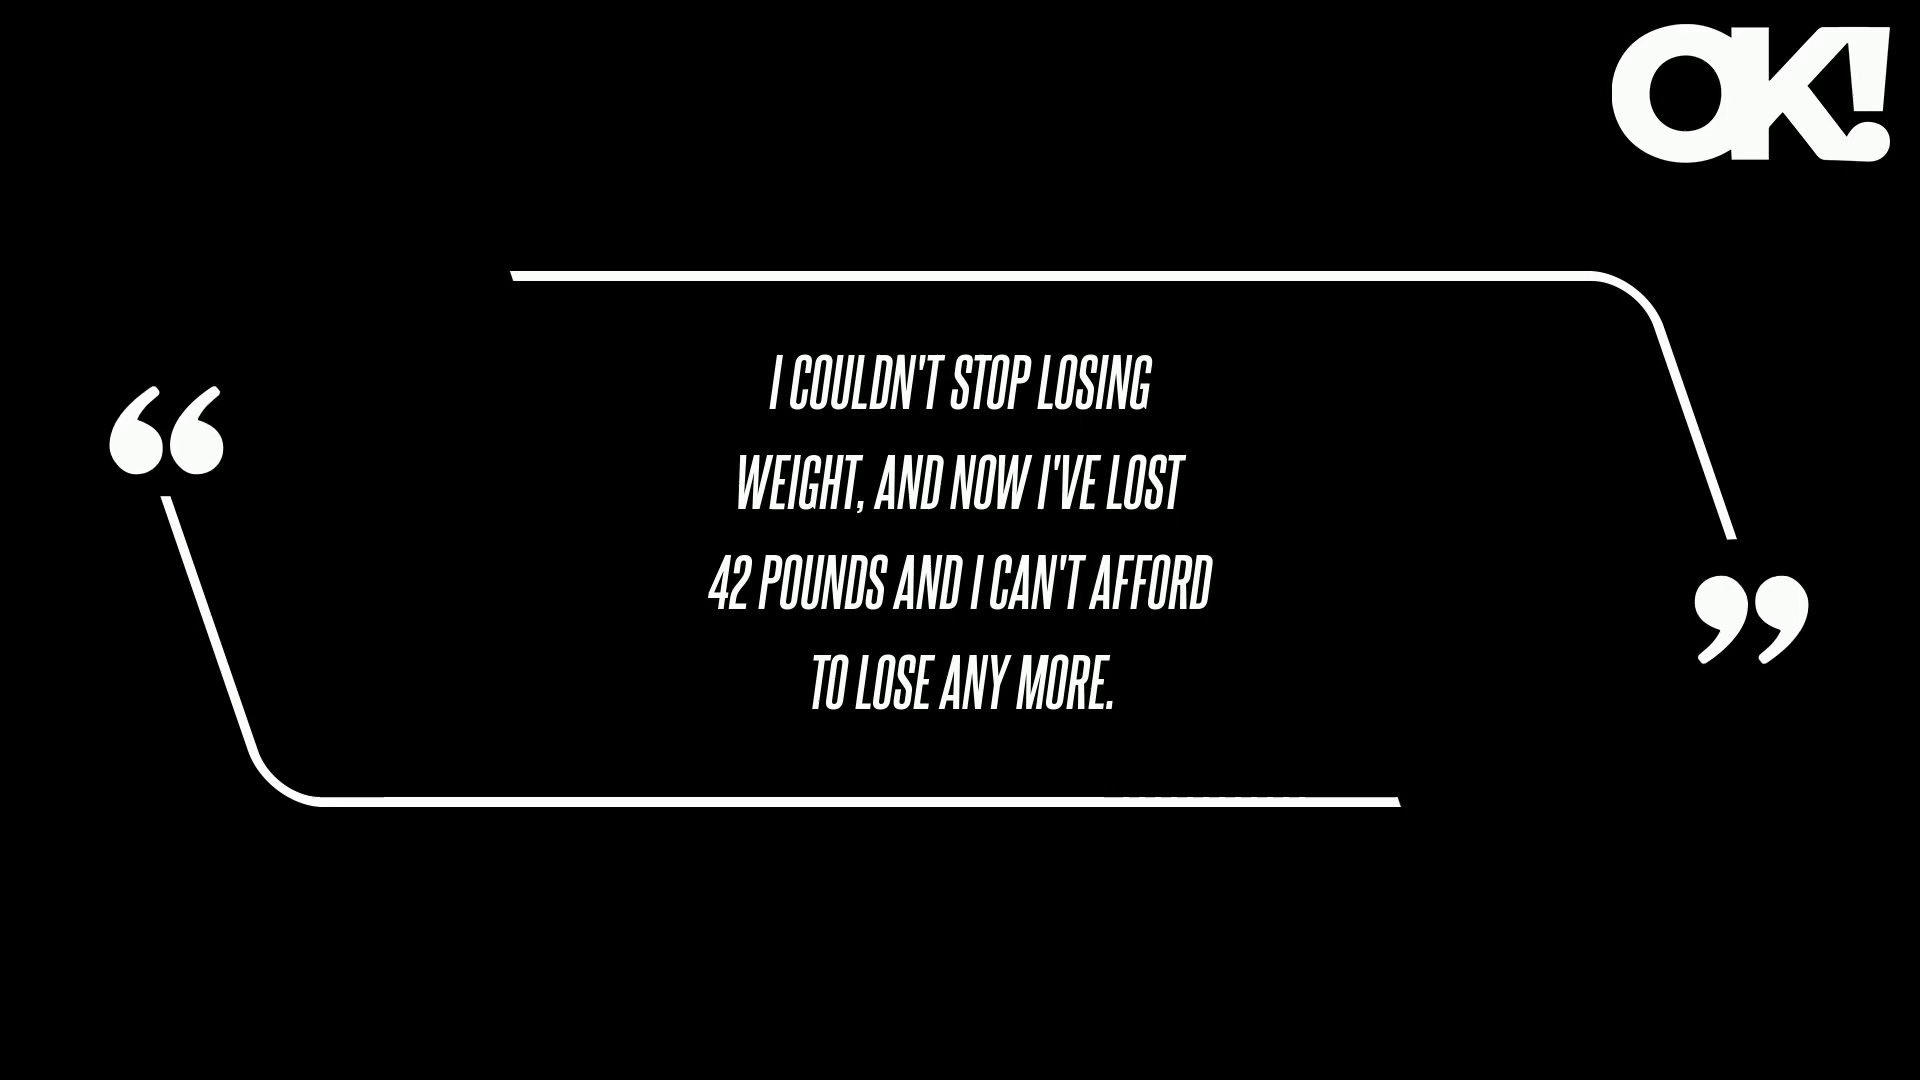 OK!
I COULDN'T STOP LOSING
WEIGHT, AND NOW I'VE LOST
42 POUNDS AND I CAN'T AFFORD
TO LOSE ANY MORE.